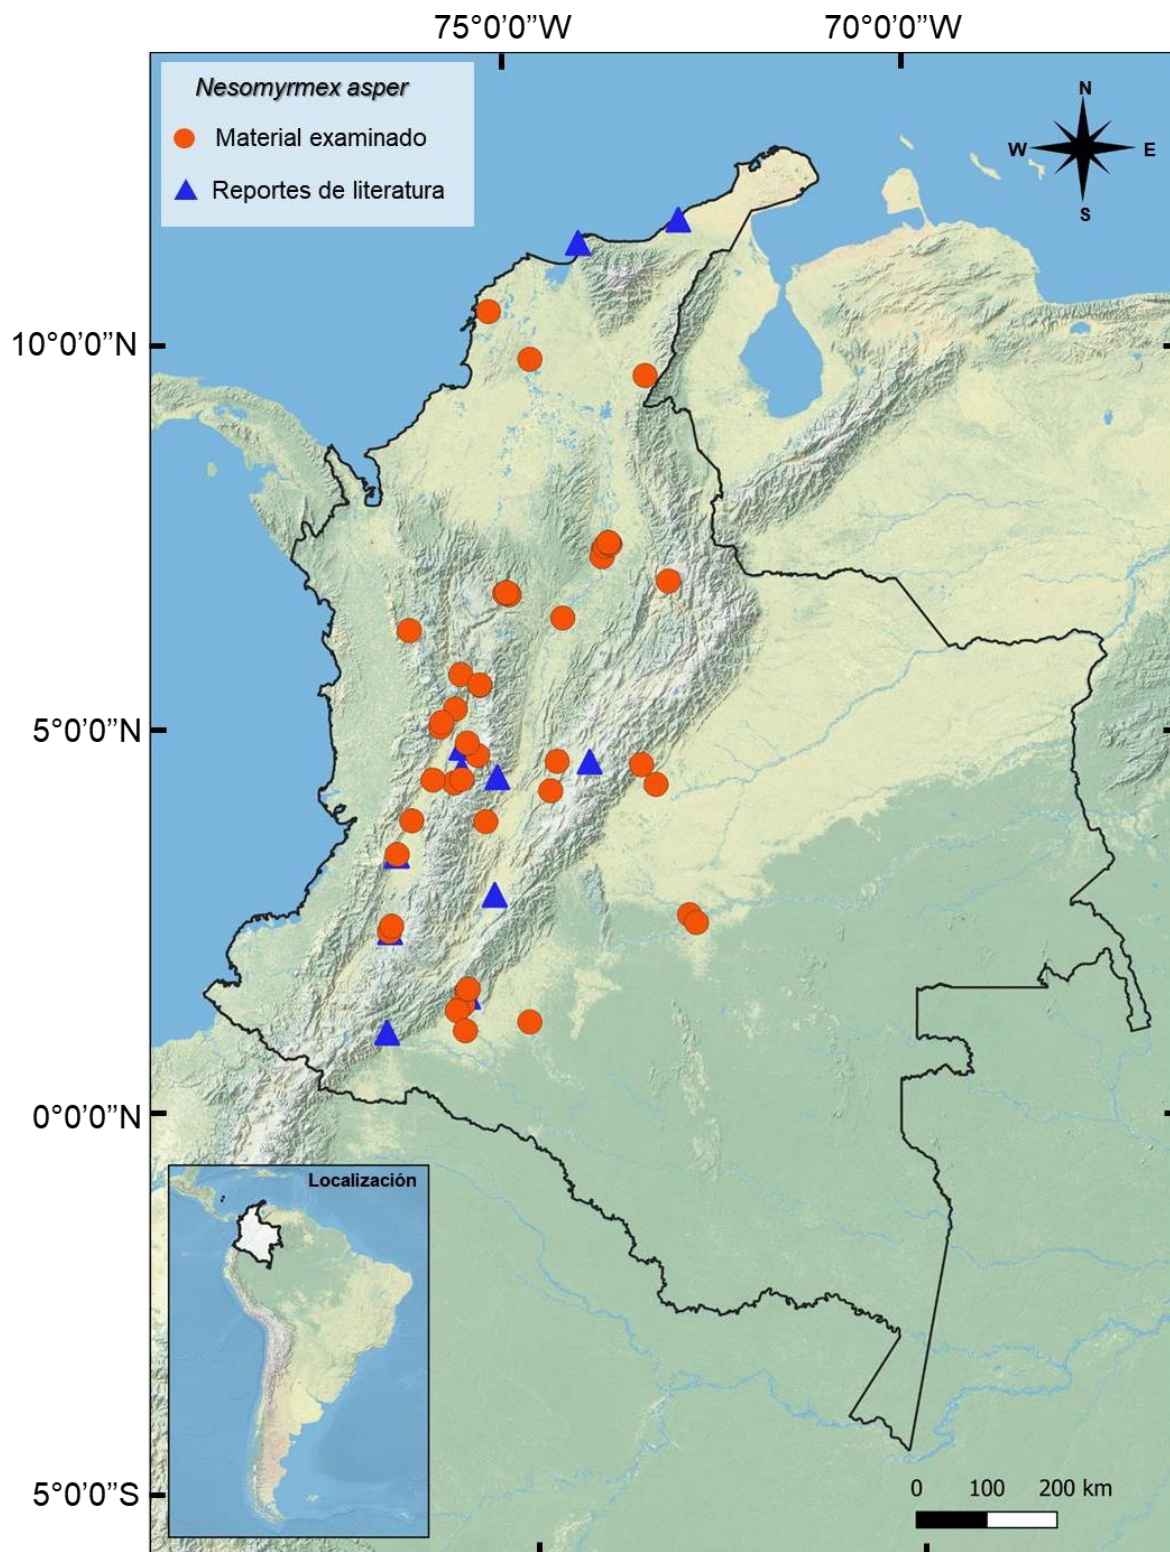 75°0’0”W 70°0’0”W
Nesomyrmex asper
Material examinado
Reportes de literatura
N
W E
S
10°0’0”N
5°0’0”N
0°0’0”N
Localización
0 100 200 km
5°0’0”S